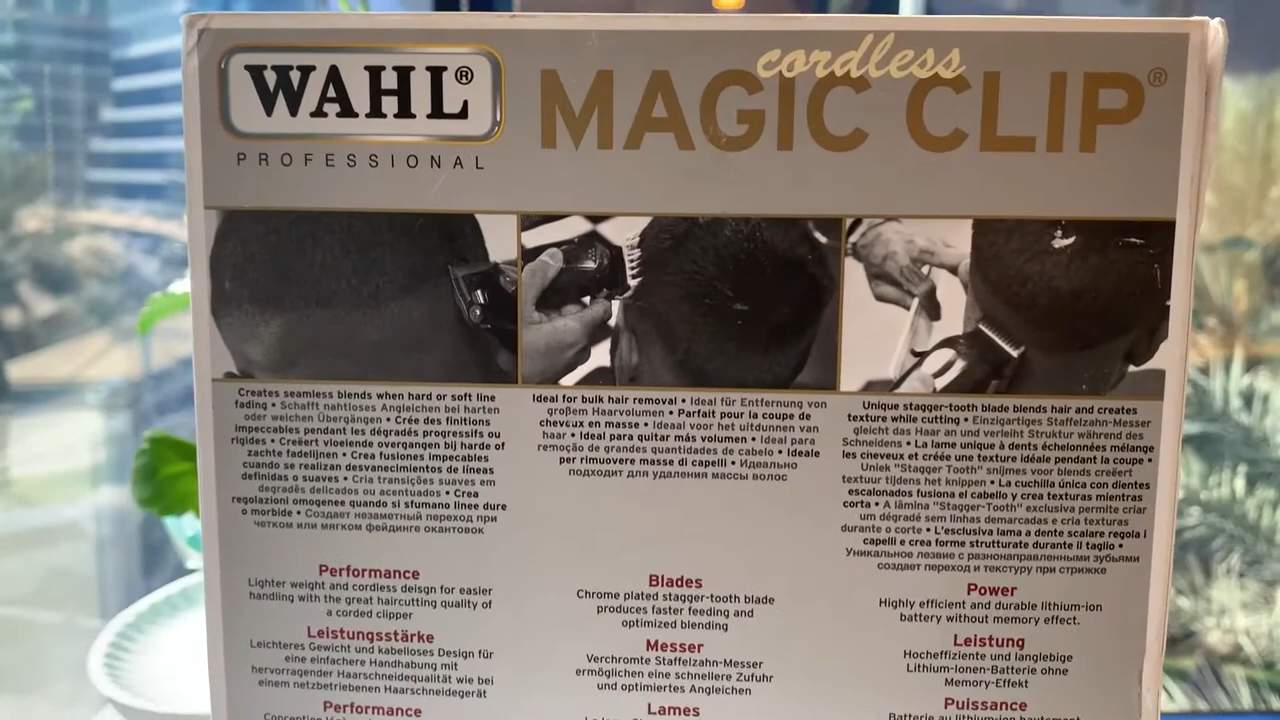 WAHL®
PROFESSIONAL
cordless
MAGIC CLIP®
Creates seamless blends when hard or soft line
fading • Schafft nahtloses Angleichen bei harten
oder weichen Übergängen • Crée des finitions
impeccables pendant les dégradés progressifs ou
rigides • Creëert vloeiende overgangen bij harde of
zachte fadelijnen • Crea fusiones impecables
cuando se realizan desvanecimientos de líneas
definidas o suaves • Cria transições suaves em
degradês delicados ou acentuados • Crea
regolazioni omogenee quando si sfumano linee dure
o morbide • Создает незаметный переход при
четком или мягком фейдинге окантовок
Ideal for bulk hair removal • Ideal für Entfernung von
großem Haarvolumen • Parfait pour la coupe de
cheveux en masse • Ideaal voor het uitdunnen van
haar • Ideal para quitar más volumen • Ideal para
remoção de grandes quantidades de cabelo • Ideale
per rimuovere masse di capelli • Идеально
подходит для удаления массы волос
Unique stagger-tooth blade blends hair and creates
texture while cutting • Einzigartiges Staffelzahn-Messer
gleicht das Haar an und verleiht Struktur während des
Schneidens • La lame unique à dents échelonnées mélange
les cheveux et créée une texture idéale pendant la coupe •
Uniek "Stagger Tooth" snijmes voor blends creëert
textuur tijdens het knippen • La cuchilla única con dientes
escalonados fusiona el cabello y crea texturas mientras
corta • A lâmina "Stagger-Tooth" exclusiva permite criar
um dégradé sem linhas demarcadas e cria texturas
durante o corte • L'esclusiva lama a dente scalare regola i
capelli e crea forme strutturate durante il taglio •
Уникальное лезвие с разнонаправленными зубьями
создает переход и текстуру при стрижке
Performance
Lighter weight and cordless deisgn for easier
handling with the great haircutting quality of
a corded clipper
Leistungsstärke
Leichteres Gewicht und kabelloses Design für
eine einfachere Handhabung mit
hervorragender Haarschneidequalität wie bei
einem netzbetriebenen Haarschneidegerät
Performance
Blades
Chrome plated stagger-tooth blade
produces faster feeding and
optimized blending
Messer
Verchromte Staffelzahn-Messer
ermöglichen eine schnellere Zufuhr
und optimiertes Angleichen
Lames
Power
Highly efficient and durable lithium-ion
battery without memory effect.
Leistung
Hocheffiziente und langlebige
Lithium-Ionen-Batterie ohne
Memory-Effekt
Puissance
Batterie au lithium-ion hautement